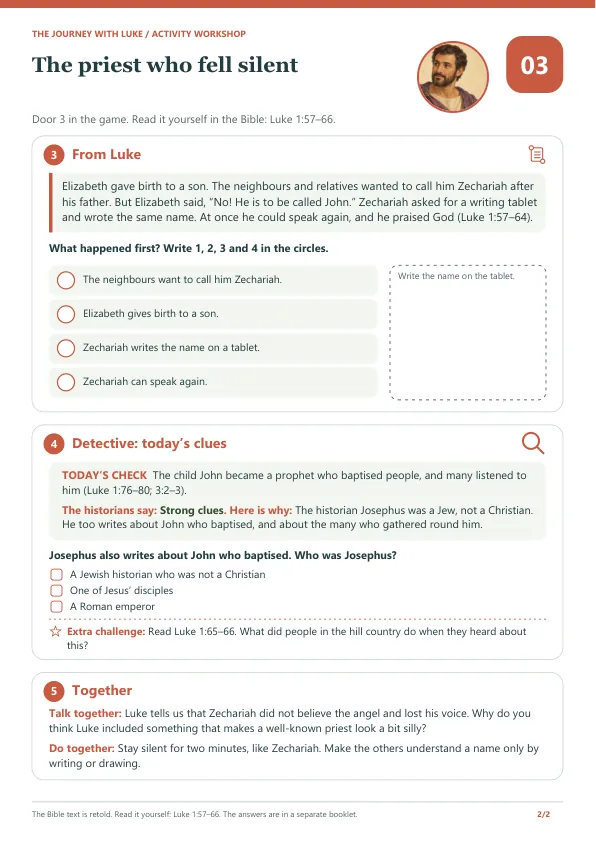 THE JOURNEY WITH LUKE / ACTIVITY WORKSHOP
The priest who fell silent
03
Door 3 in the game. Read it yourself in the Bible: Luke 1:57–66.
3 From Luke
Elizabeth gave birth to a son. The neighbours and relatives wanted to call him Zechariah after
his father. But Elizabeth said, “No! He is to be called John.” Zechariah asked for a writing tablet
and wrote the same name. At once he could speak again, and he praised God (Luke 1:57–64).
What happened first? Write 1, 2, 3 and 4 in the circles.
The neighbours want to call him Zechariah.
Elizabeth gives birth to a son.
Zechariah writes the name on a tablet.
Zechariah can speak again.
Write the name on the tablet.
4 Detective: today’s clues
TODAY’S CHECK The child John became a prophet who baptised people, and many listened to
him (Luke 1:76–80; 3:2–3).
The historians say: Strong clues. Here is why: The historian Josephus was a Jew, not a Christian.
He too writes about John who baptised, and about the many who gathered round him.
Josephus also writes about John who baptised. Who was Josephus?
A Jewish historian who was not a Christian
One of Jesus’ disciples
A Roman emperor
Extra challenge: Read Luke 1:65–66. What did people in the hill country do when they heard about
this?
5 Together
Talk together: Luke tells us that Zechariah did not believe the angel and lost his voice. Why do you
think Luke included something that makes a well-known priest look a bit silly?
Do together: Stay silent for two minutes, like Zechariah. Make the others understand a name only by
writing or drawing.
The Bible text is retold. Read it yourself: Luke 1:57–66. The answers are in a separate booklet.
2/2